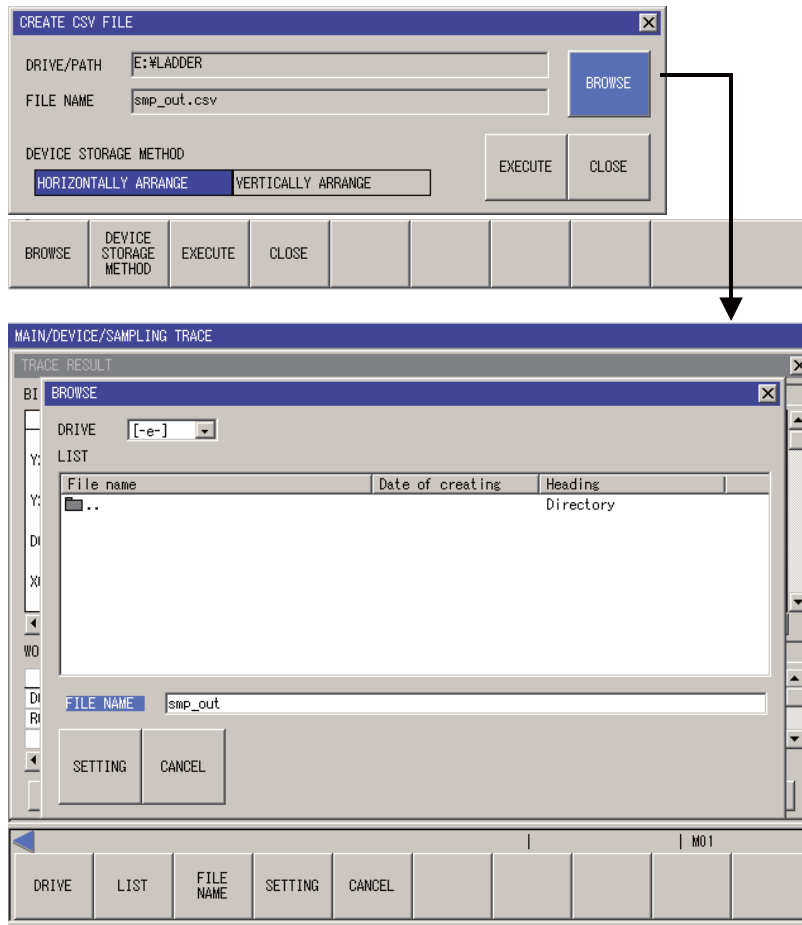 CREATE CSV FILE
DRIVE/PATH E:¥LADDER
BROWSE
FILE NAME smp_out.csv
DEVICE STORAGE METHOD
HORIZONTALLY ARRANGE VERTICALLY ARRANGE
EXECUTE CLOSE
BROWSE DEVICE STORAGE METHOD EXECUTE CLOSE
MAIN/DEVICE/SAMPLING TRACE
TRACE RESULT
BI BROWSE
DRIVE [-e-]
LIST
File name Date of creating Heading
.. Directory
FILE NAME smp_out
SETTING CANCEL
M01
DRIVE LIST FILE NAME SETTING CANCEL